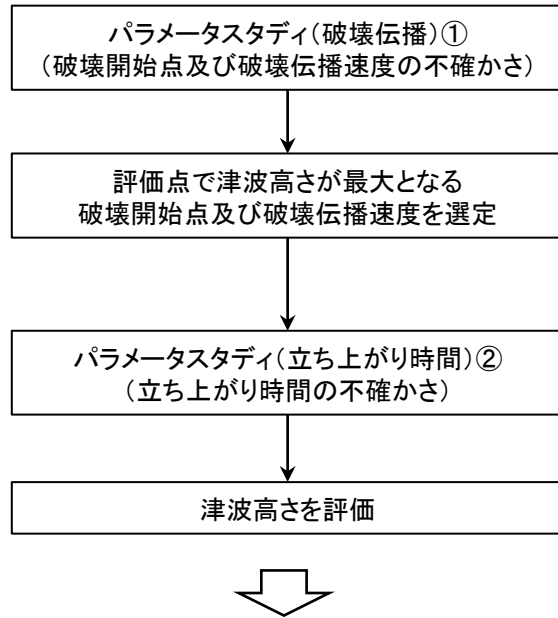 パラメータスタディ(破壊伝播)①
(破壊開始点及び破壊伝播速度の不確かさ)
評価点で津波高さが最大となる
破壊開始点及び破壊伝播速度を選定
パラメータスタディ(立ち上がり時間)②
(立ち上がり時間の不確かさ)
津波高さを評価